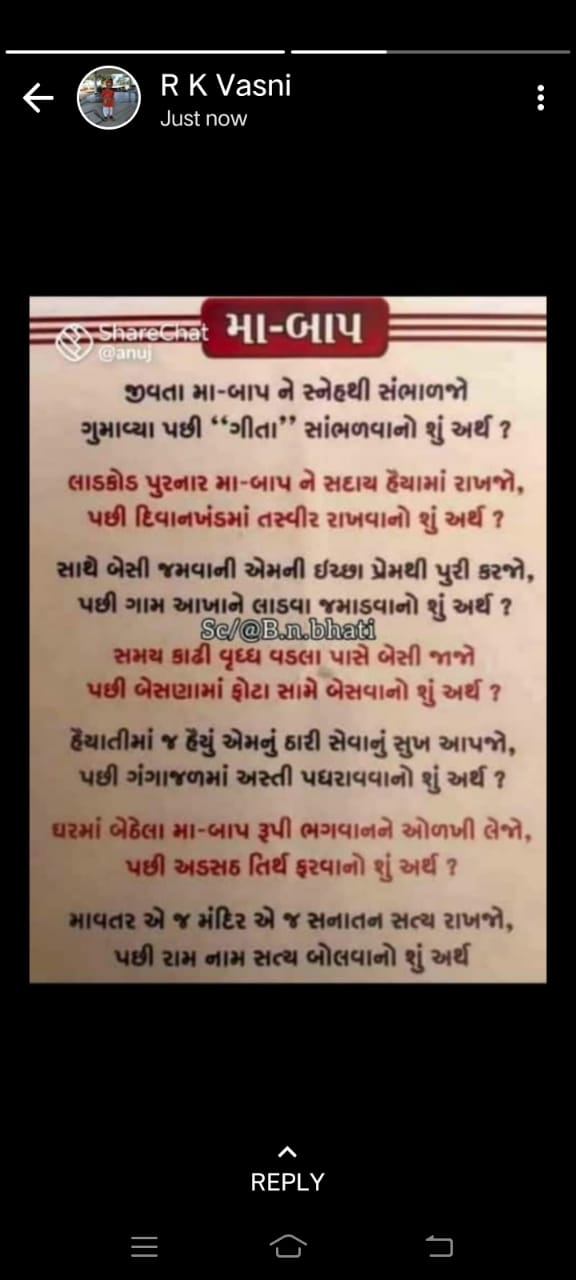 R K Vasni
Just now
ShareChat
@anuj
મા-બાપ
જીવતા મા-બાપ ને સ્નેહથી સંભાળજો
ગુમાવ્યા પછી “ગીતા” સાંભળવાનો શું અર્થ ?
લાડકોડ પુરનાર મા-બાપ ને સદાય હૈયામાં રાખજો,
પછી દિવાનખંડમાં તસ્વીર રાખવાનો શું અર્થ ?
સાથે બેસી જમવાની એમની ઇચ્છા પ્રેમથી પુરી કરજો,
પછી ગામ આખાને લાડવા જમાડવાનો શું અર્થ ?
Sc/@B.n.bhati
સમય કાઢી વૃધ્ધ વડલા પાસે બેસી જાજો
પછી બેસણામાં ફોટા સામે બેસવાનો શું અર્થ ?
હૈયાતીમાં જ હૈયું એમનું ઠારી સેવાનું સુખ આપજો,
પછી ગંગાજળમાં અસ્તી પધરાવવાનો શું અર્થ ?
ઘરમાં બેઠેલા મા-બાપ રૂપી ભગવાનને ઓળખી લેજો,
પછી અડસઠ તિર્થ ફરવાનો શું અર્થ ?
માવતર એ જ મંદિર એ જ સનાતન સત્ય રાખજો,
પછી રામ નામ સત્ય બોલવાનો શું અર્થ
REPLY